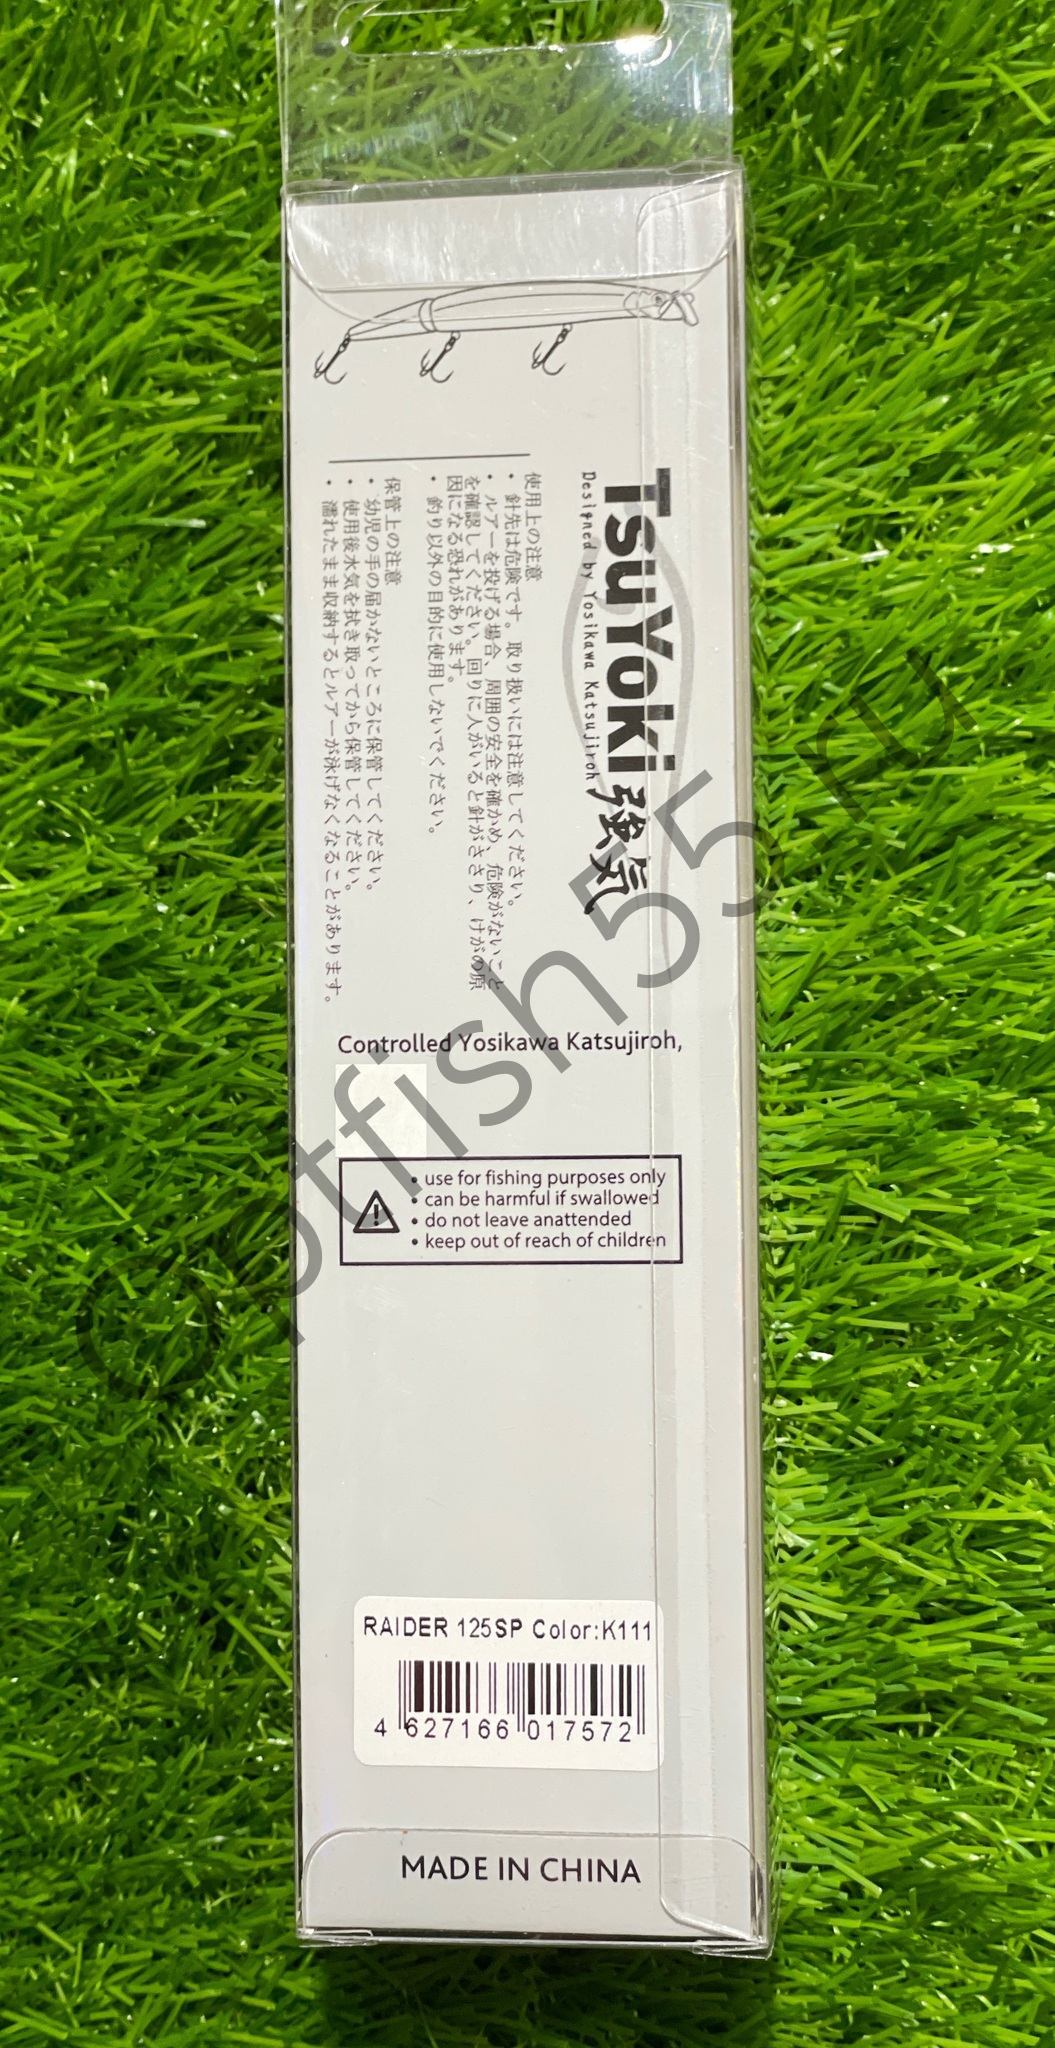 TsuYoki 強気
Designed by Yosikawa Katsujiroh
使用上の注意
・針先は危険です。取り扱いには注意してください。
・ルアーを投げる場合、周囲の安全を確かめ、危険がないこと
を確認してください。回りに人がいると針がささり、けがの原
因になる恐れがあります。
・釣り以外の目的に使用しないでください。
保管上の注意
・幼児の手の届かないところに保管してください。
・使用後水気を拭き取ってから保管してください。
・濡れたまま収納するとルアーが泳げなくなることがあります。
Controlled Yosikawa Katsujiroh,
• use for fishing purposes only
• can be harmful if swallowed
• do not leave anattended
• keep out of reach of children
RAIDER 125SP Color:K111
4 627166 017572
MADE IN CHINA
Optfish55.ru